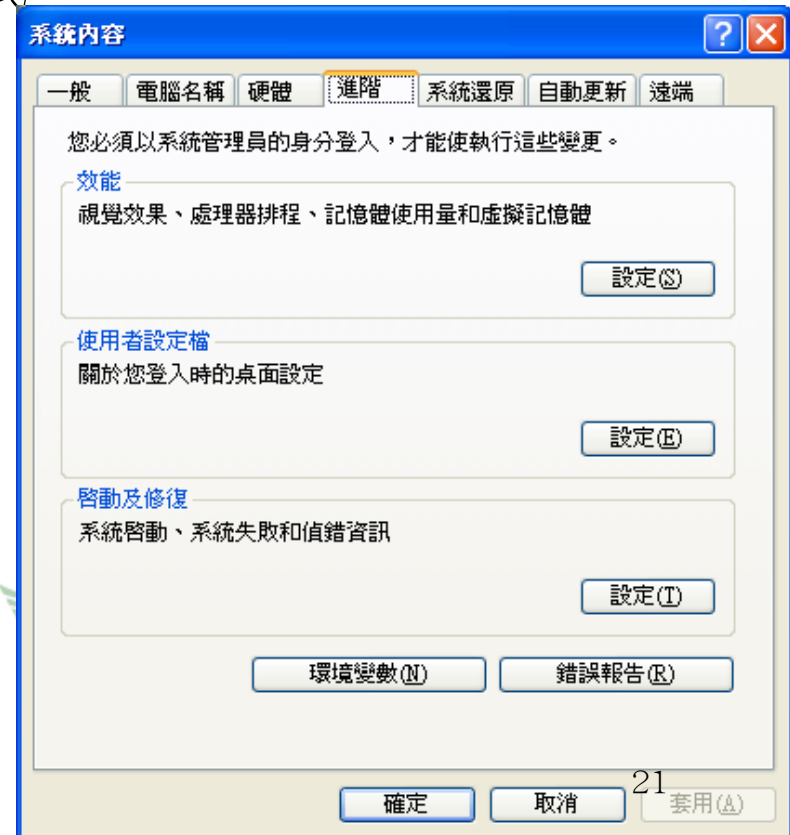 系統內容
一般 電腦名稱 硬體 進階 系統還原 自動更新 遠端
您必須以系統管理員的身分登入，才能使執行這些變更。
效能
視覺效果、處理器排程、記憶體使用量和虛擬記憶體
設定(S)
使用者設定檔
關於您登入時的桌面設定
設定(E)
啓動及修復
系統啓動、系統失敗和偵錯資訊
設定(T)
環境變數(N) 錯誤報告(R)
21
確定 取消 套用(A)